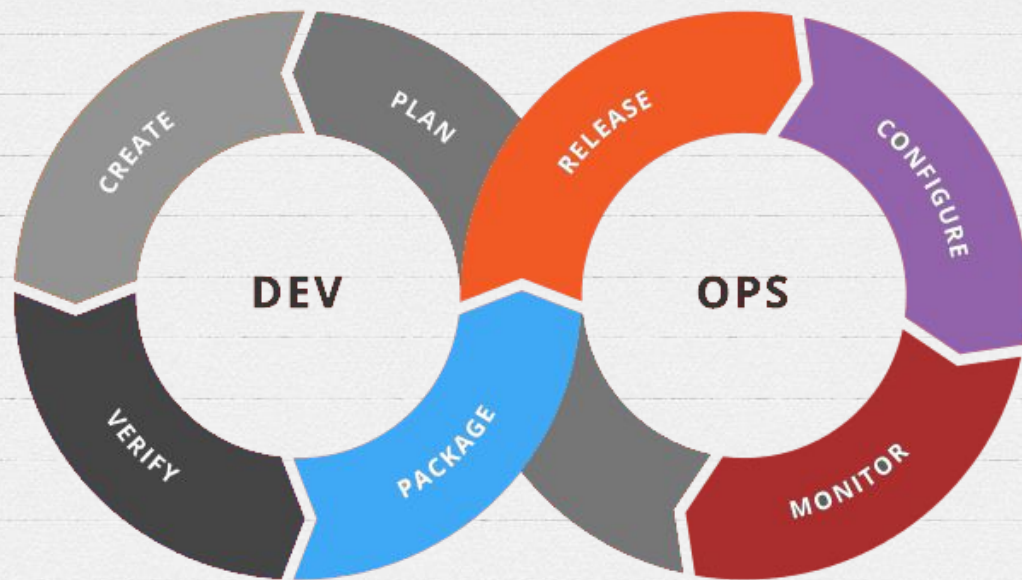 PLAN
CREATE
VERIFY
PACKAGE
RELEASE
CONFIGURE
MONITOR
DEV
OPS